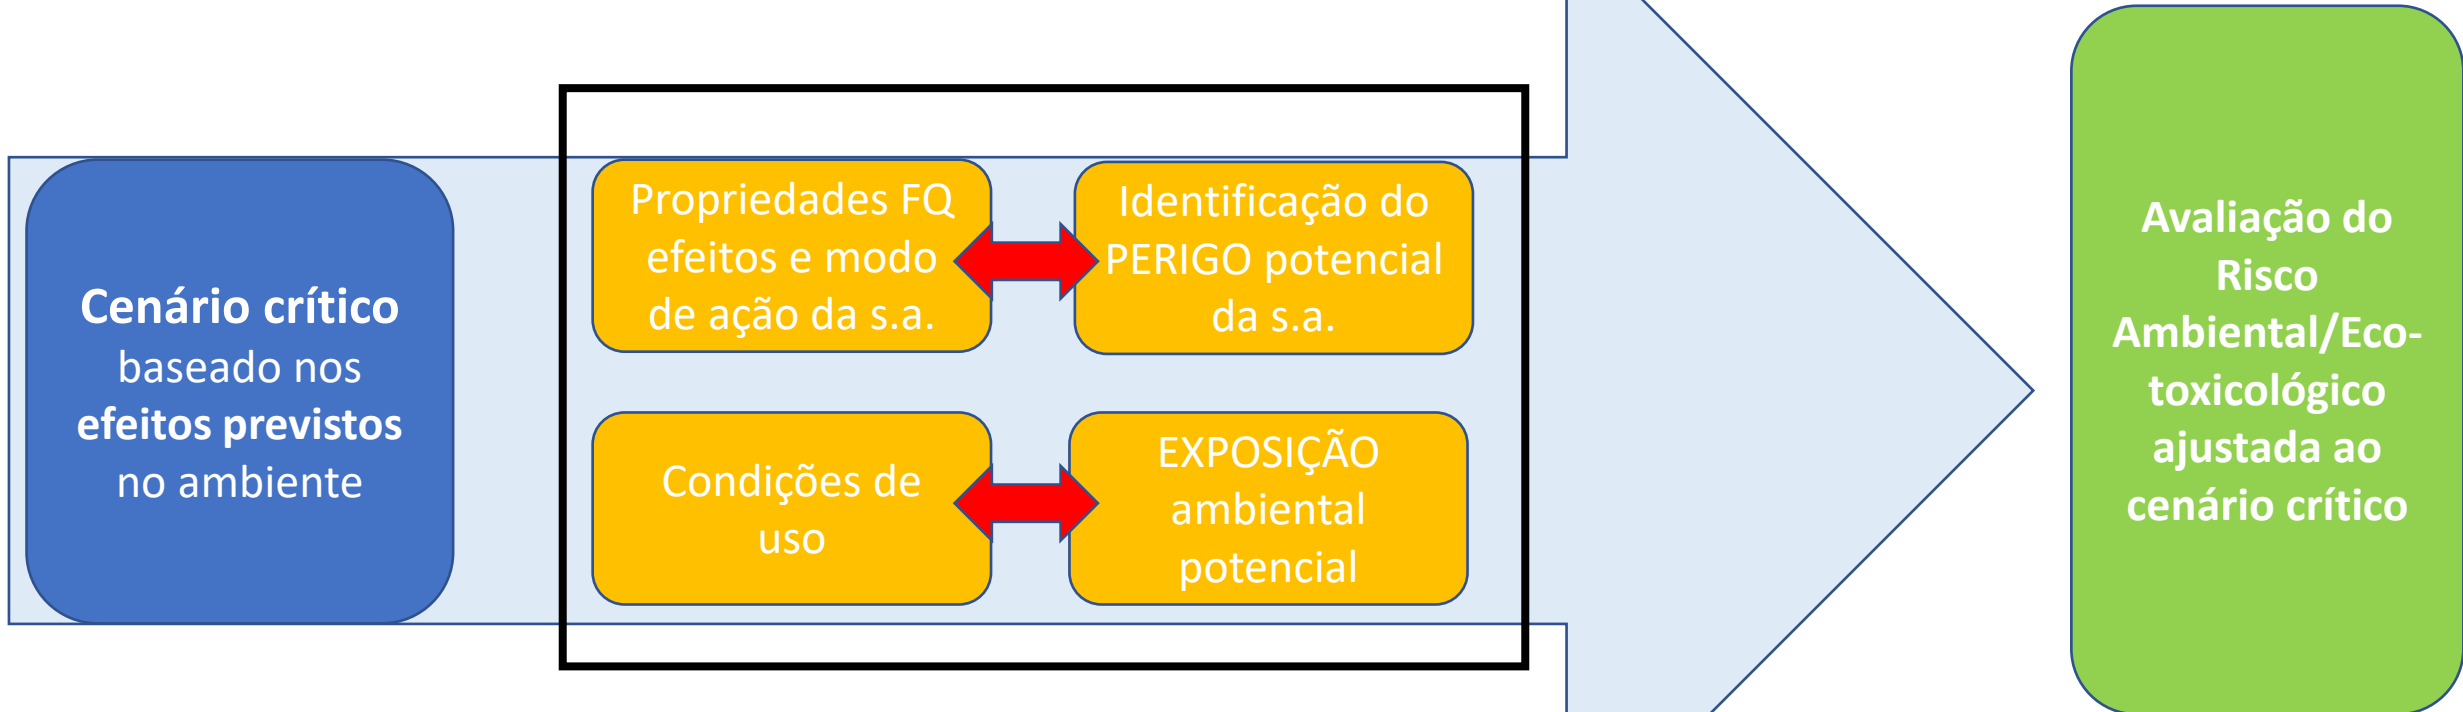 Cenário crítico
baseado nos
efeitos previstos
no ambiente
Propriedades FQ
efeitos e modo
de ação da s.a.
Identificação do
PERIGO potencial
da s.a.
Condições de
uso
EXPOSIÇÃO
ambiental
potencial
Avaliação do
Risco
Ambiental/Eco-
toxicológico
ajustada ao
cenário crítico